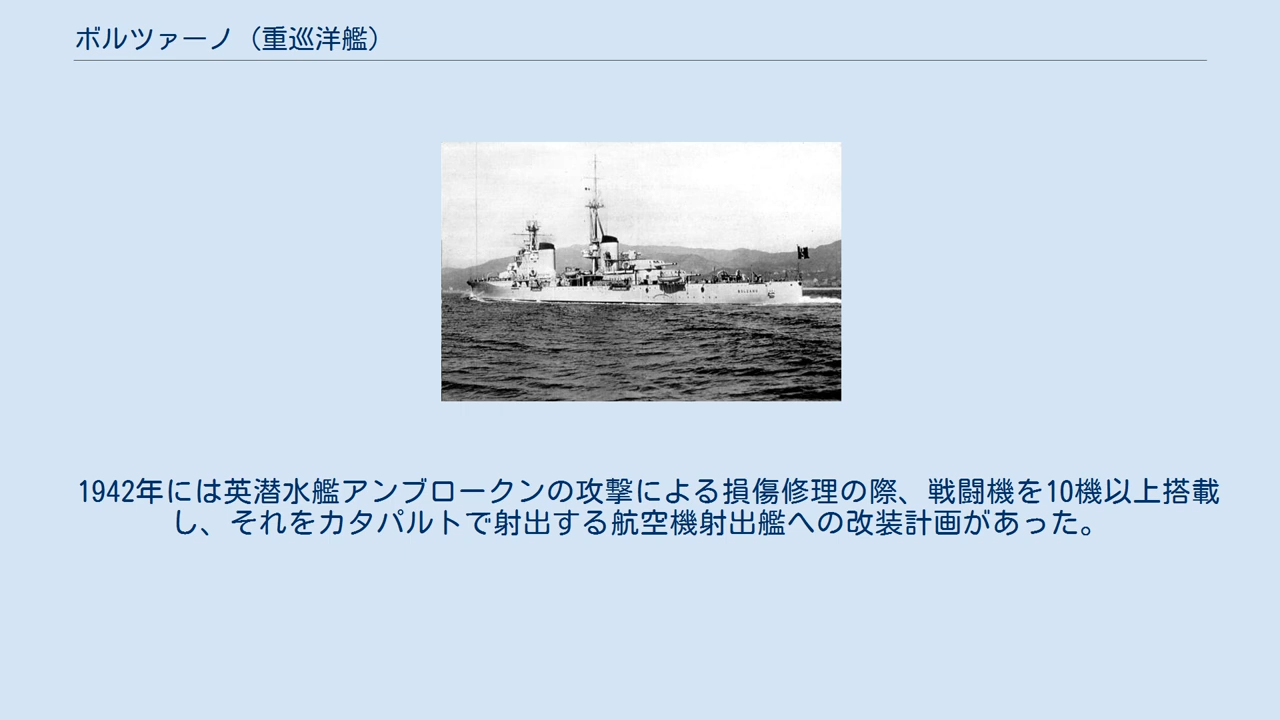 ボルツァーノ（重巡洋艦）
BOLZANO
1942年には英潜水艦アンブロークンの攻撃による損傷修理の際、戦闘機を10機以上搭載
し、それをカタパルトで射出する航空機射出艦への改装計画があった。